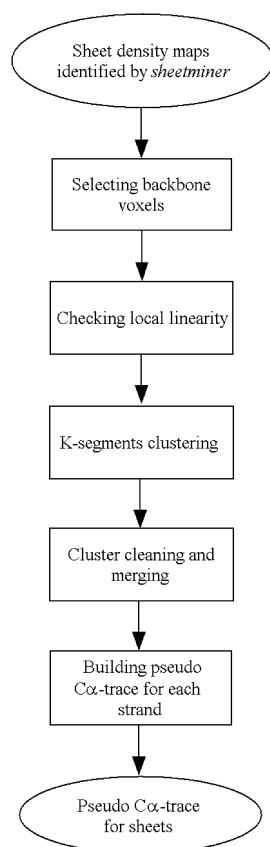 Sheet density maps
identified by sheetminer
Selecting backbone
voxels
Checking local linearity
K-segments clustering
Cluster cleaning and
merging
Building pseudo
Cα-trace for each
strand
Pseudo Cα-trace
for sheets